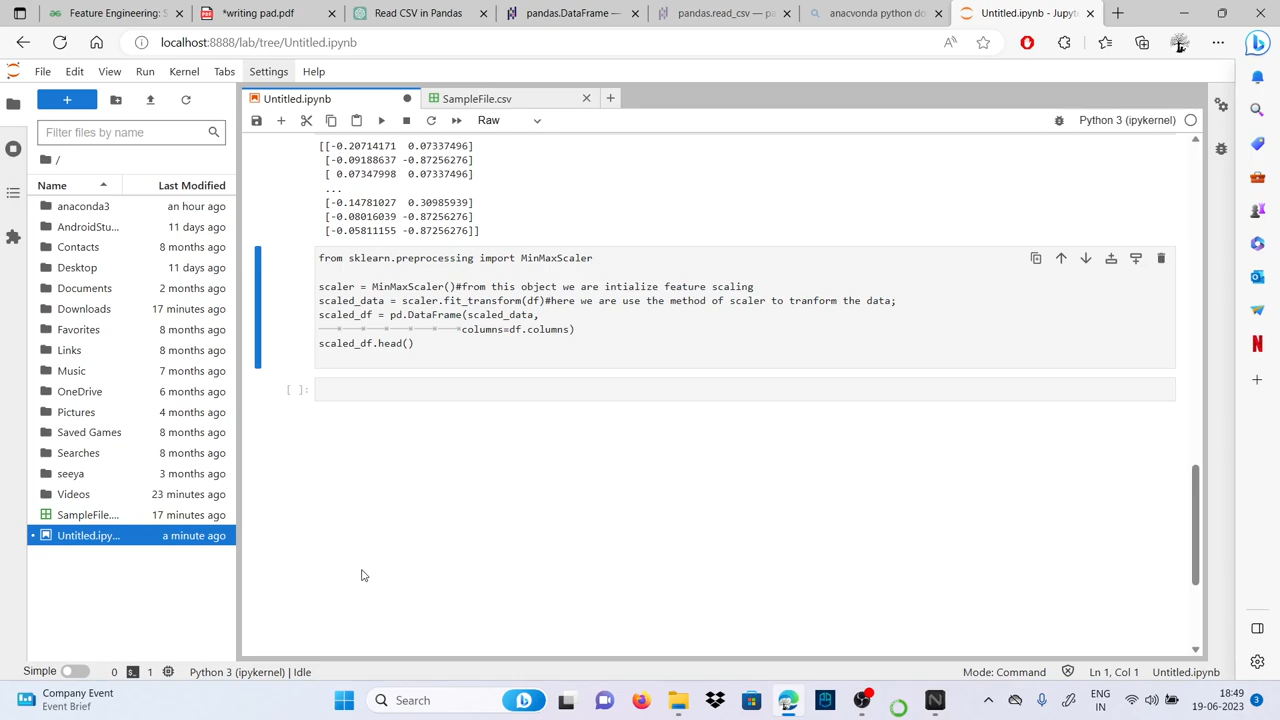 Feature Engineering: S
*writing pad.pdf
Read CSV in Pandas
pandas.DataFrame —
pandas.read_csv — pa
anacvonda python do
Untitled.ipynb - Jupyte
localhost:8888/lab/tree/Untitled.ipynb
File Edit View Run Kernel Tabs Settings Help
Untitled.ipynb
SampleFile.csv
Filter files by name
Raw
Python 3 (ipykernel)
/
Name Last Modified
anaconda3 an hour ago
AndroidStu... 11 days ago
Contacts 8 months ago
Desktop 11 days ago
Documents 2 months ago
Downloads 17 minutes ago
Favorites 8 months ago
Links 8 months ago
Music 7 months ago
OneDrive 6 months ago
Pictures 4 months ago
Saved Games 8 months ago
Searches 8 months ago
seeya 3 months ago
Videos 23 minutes ago
SampleFile.... 17 minutes ago
Untitled.ipy... a minute ago
[[-0.20714171 0.07337496]
[-0.09188637 -0.87256276]
[ 0.07347998 0.07337496]
...
[-0.14781027 0.30985939]
[-0.08016039 -0.87256276]
[-0.05811155 -0.87256276]]
from sklearn.preprocessing import MinMaxScaler
scaler = MinMaxScaler()#from this object we are intialize feature scaling
scaled_data = scaler.fit_transform(df)#here we are use the method of scaler to tranform the data;
scaled_df = pd.DataFrame(scaled_data,
columns=df.columns)
scaled_df.head()
[ ]:
Simple 0 1 Python 3 (ipykernel) | Idle
Mode: Command Ln 1, Col 1 Untitled.ipynb
Company Event
Event Brief
Search
ENG
IN
18:49
19-06-2023
3